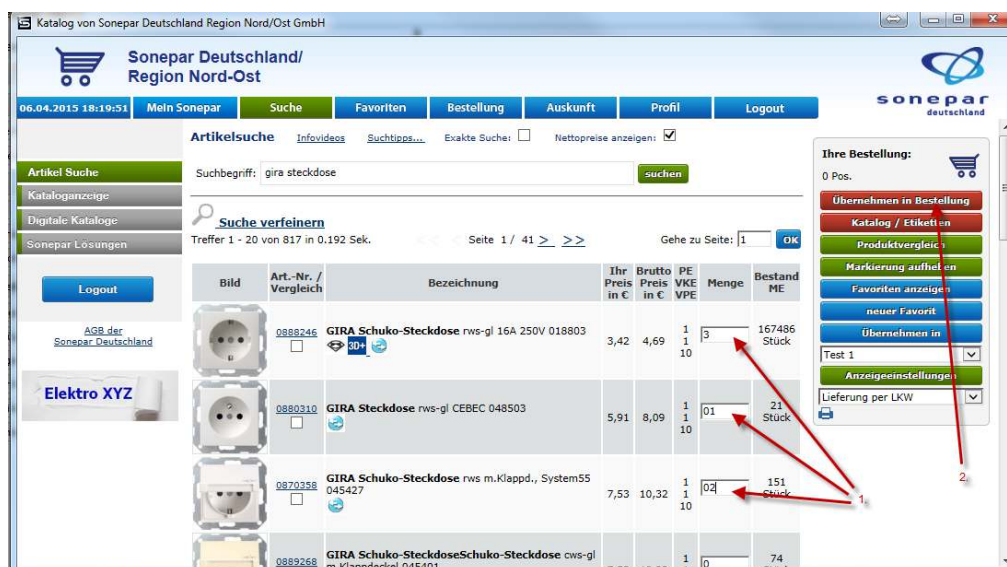 Katalog von Sonepar Deutschland Region Nord/Ost GmbH
Sonepar Deutschland/
Region Nord-Ost
sonepar
deutschland
06.04.2015 18:19:51 Mein Sonepar Suche Favoriten Bestellung Auskunft Profil Logout
Artikelsuche Infovideos Suchtipps... Exakte Suche: Nettopreise anzeigen:
Artikel Suche
Kataloganzeige
Digitale Kataloge
Sonepar Lösungen
Logout
AGB der
Sonepar Deutschland
Elektro XYZ
Suchbegriff: gira steckdose suchen
Suche verfeinern
Treffer 1 - 20 von 817 in 0.192 Sek. << < Seite 1 / 41 > >> Gehe zu Seite: 1 OK
Bild Art.-Nr. / Vergleich Bezeichnung Ihr Preis in € Brutto Preis in € PE VKE VPE Menge Bestand ME
0888246 GIRA Schuko-Steckdose rws-gl 16A 250V 018803
3D+
3,42 4,69 1 1 10 3 167486 Stück
0880310 GIRA Steckdose rws-gl CEBEC 048503
5,91 8,09 1 1 10 01 21 Stück
0870358 GIRA Schuko-Steckdose rws m.Klappd., System55
045427
7,53 10,32 1 1 10 02 151 Stück
0889268 GIRA Schuko-SteckdoseSchuko-Steckdose cws-gl
m.Klappdeckel 045401
1 0 74
Ihre Bestellung:
0 Pos.
Übernehmen in Bestellung
Katalog / Etiketten
Produktvergleich
Markierung aufheben
Favoriten anzeigen
neuer Favorit
Übernehmen in
Test 1
Anzeigeeinstellungen
Lieferung per LKW
1.
2.